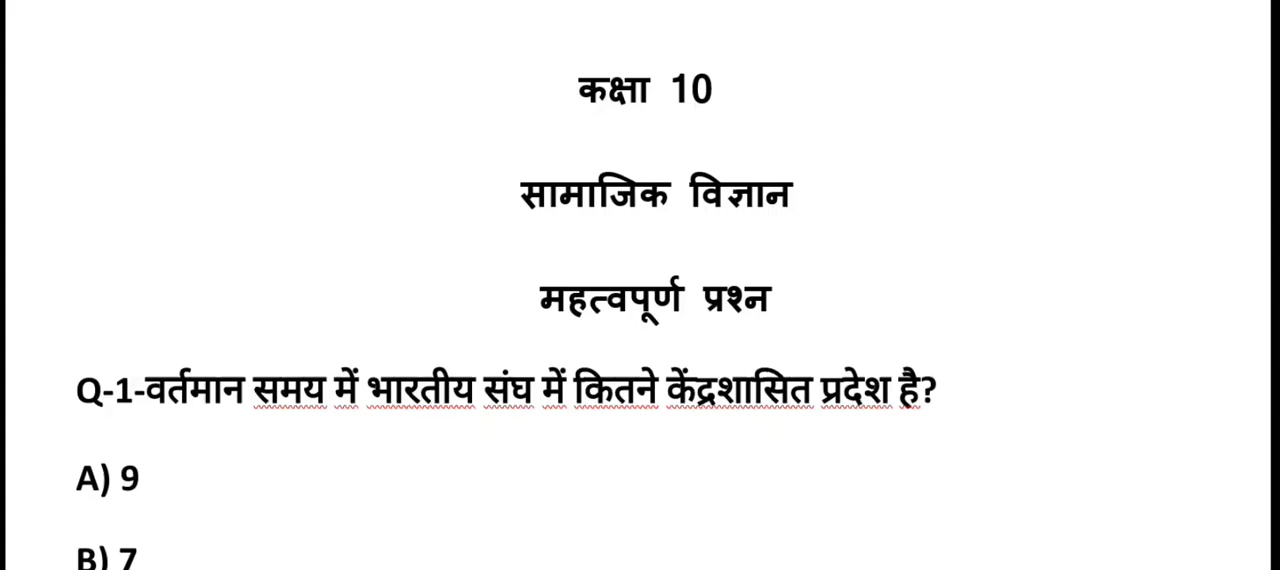 कक्षा 10
सामाजिक विज्ञान
महत्वपूर्ण प्रश्न
Q-1-वर्तमान समय में भारतीय संघ में कितने केंद्रशासित प्रदेश है?
A) 9
B) 7